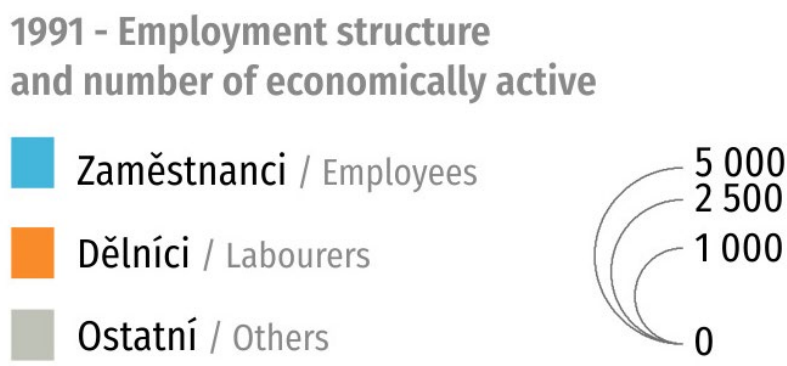 1991 - Employment structure
and number of economically active
Zaměstnanci / Employees
Dělníci / Labourers
Ostatní / Others
5 000
2 500
1 000
0